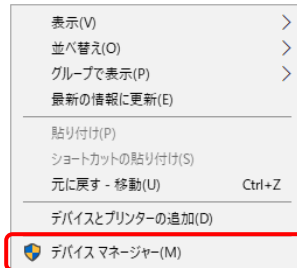 表示(V)
並べ替え(O)
グループで表示(P)
最新の情報に更新(E)
貼り付け(P)
ショートカットの貼り付け(S)
元に戻す - 移動(U) Ctrl+Z
デバイスとプリンターの追加(D)
デバイス マネージャー(M)